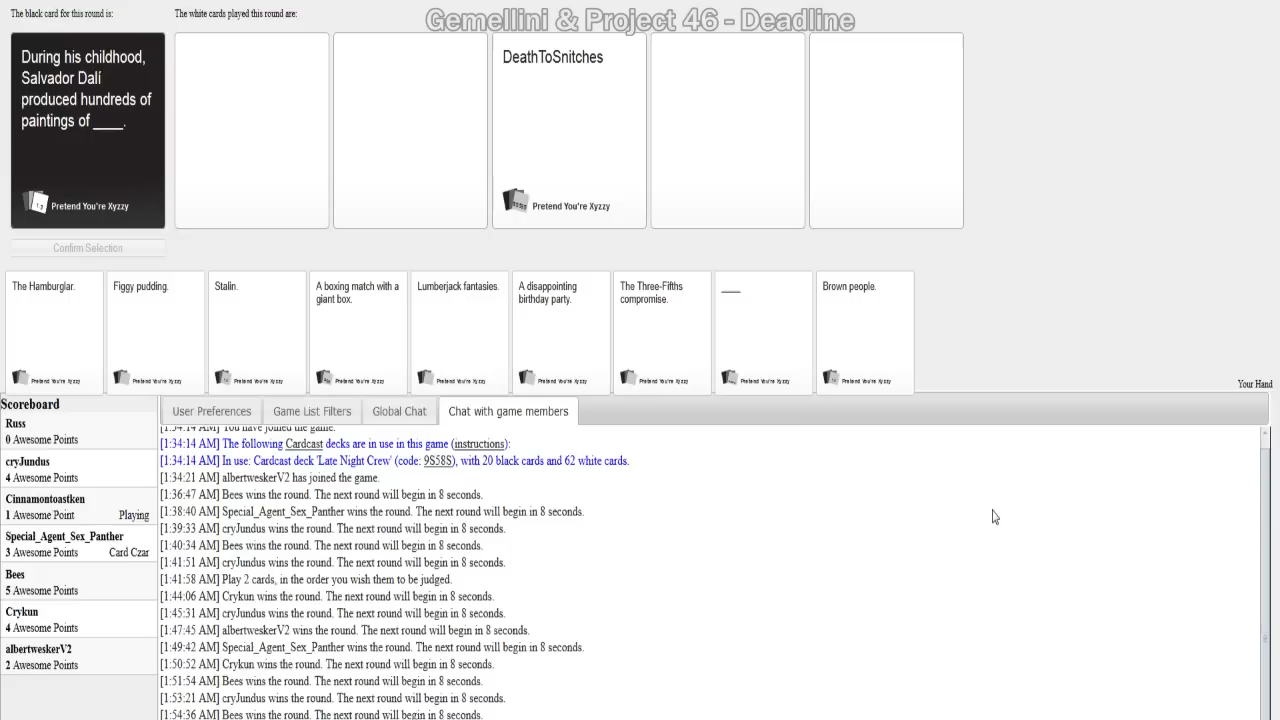 Gemellini & Project 46 - Deadline
The black card for this round is:
The white cards played this round are:
During his childhood,
Salvador Dalí
produced hundreds of
paintings of ____.
Pretend You're Xyzzy
DeathToSnitches
Pretend You're Xyzzy
Confirm Selection
The Hamburglar.
Pretend You're Xyzzy
Figgy pudding.
Pretend You're Xyzzy
Stalin.
Pretend You're Xyzzy
A boxing match with a
giant box.
Pretend You're Xyzzy
Lumberjack fantasies.
Pretend You're Xyzzy
A disappointing
birthday party.
Pretend You're Xyzzy
The Three-Fifths
compromise.
Pretend You're Xyzzy
____
Pretend You're Xyzzy
Brown people.
Pretend You're Xyzzy
Your Hand
Scoreboard
Russ
0 Awesome Points
cryJundus
4 Awesome Points
Cinnamontoastken
1 Awesome Point Playing
Special_Agent_Sex_Panther
3 Awesome Points Card Czar
Bees
5 Awesome Points
Crykun
4 Awesome Points
albertweskerV2
2 Awesome Points
User Preferences
Game List Filters
Global Chat
Chat with game members
[1:34:14 AM] You have joined the game.
[1:34:14 AM] The following Cardcast decks are in use in this game (instructions):
[1:34:14 AM] In use: Cardcast deck 'Late Night Crew' (code: 9S58S), with 20 black cards and 62 white cards.
[1:34:21 AM] albertweskerV2 has joined the game.
[1:36:47 AM] Bees wins the round. The next round will begin in 8 seconds.
[1:38:40 AM] Special_Agent_Sex_Panther wins the round. The next round will begin in 8 seconds.
[1:39:33 AM] cryJundus wins the round. The next round will begin in 8 seconds.
[1:40:34 AM] Bees wins the round. The next round will begin in 8 seconds.
[1:41:51 AM] cryJundus wins the round. The next round will begin in 8 seconds.
[1:41:58 AM] Play 2 cards, in the order you wish them to be judged.
[1:44:06 AM] Crykun wins the round. The next round will begin in 8 seconds.
[1:45:31 AM] cryJundus wins the round. The next round will begin in 8 seconds.
[1:47:45 AM] albertweskerV2 wins the round. The next round will begin in 8 seconds.
[1:49:42 AM] Special_Agent_Sex_Panther wins the round. The next round will begin in 8 seconds.
[1:50:52 AM] Crykun wins the round. The next round will begin in 8 seconds.
[1:51:54 AM] Bees wins the round. The next round will begin in 8 seconds.
[1:53:21 AM] cryJundus wins the round. The next round will begin in 8 seconds.
[1:54:36 AM] Bees wins the round. The next round will begin in 8 seconds.